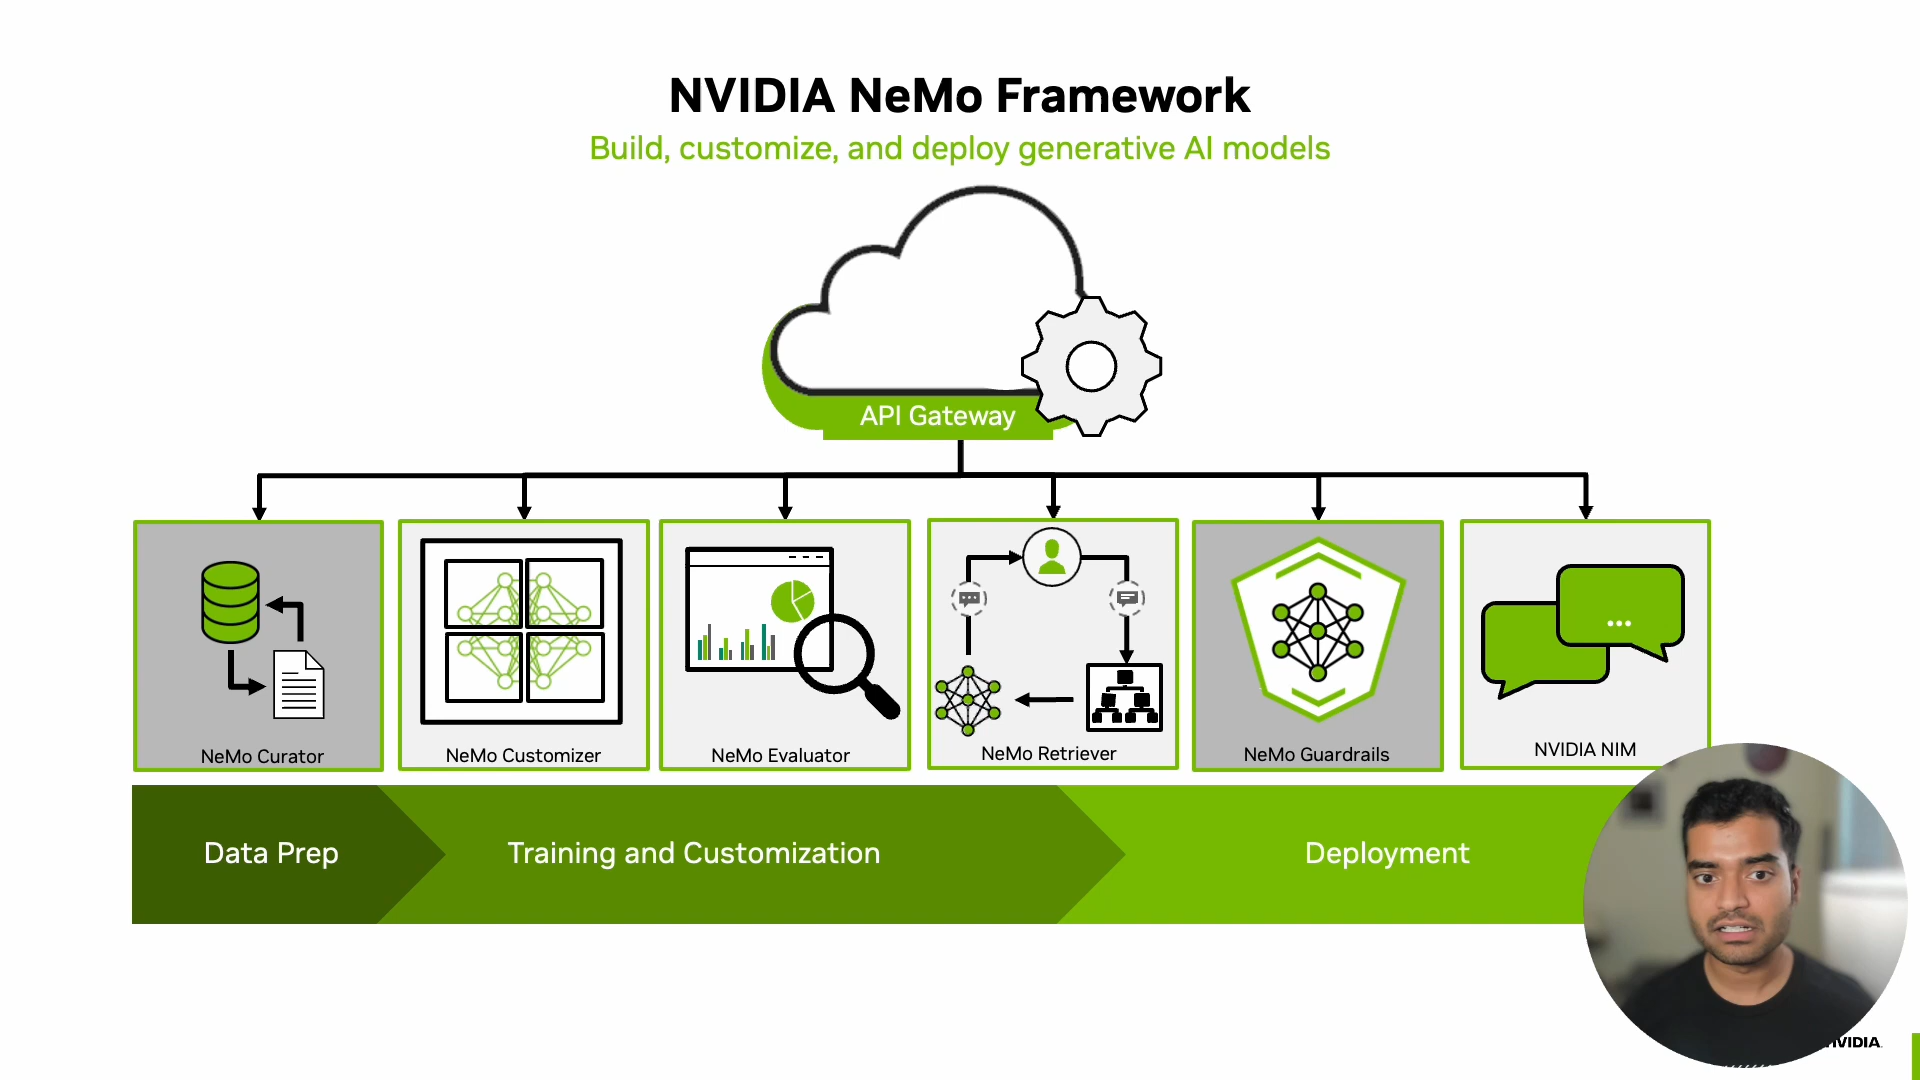 NVIDIA NeMo Framework
Build, customize, and deploy generative AI models
API Gateway
NeMo Curator
NeMo Customizer
NeMo Evaluator
NeMo Retriever
NeMo Guardrails
NVIDIA NIM
Data Prep
Training and Customization
Deployment
NVIDIA